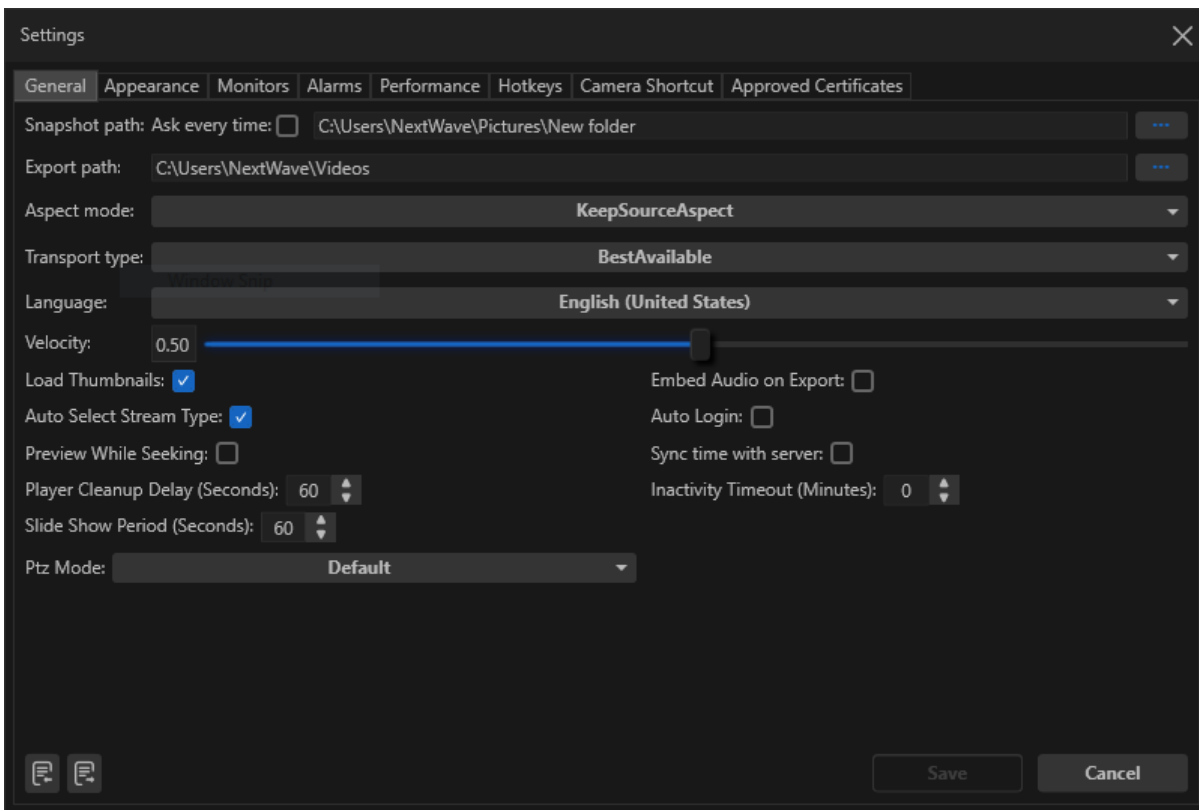 Settings
General Appearance Monitors Alarms Performance Hotkeys Camera Shortcut Approved Certificates
Snapshot path: Ask every time: C:\Users\NextWave\Pictures\New folder ...
Export path: C:\Users\NextWave\Videos ...
Aspect mode: KeepSourceAspect
Transport type: BestAvailable
Window Snip
Language: English (United States)
Velocity: 0.50
Load Thumbnails: Embed Audio on Export:
Auto Select Stream Type: Auto Login:
Preview While Seeking: Sync time with server:
Player Cleanup Delay (Seconds): 60 Inactivity Timeout (Minutes): 0
Slide Show Period (Seconds): 60
Ptz Mode: Default
Save Cancel